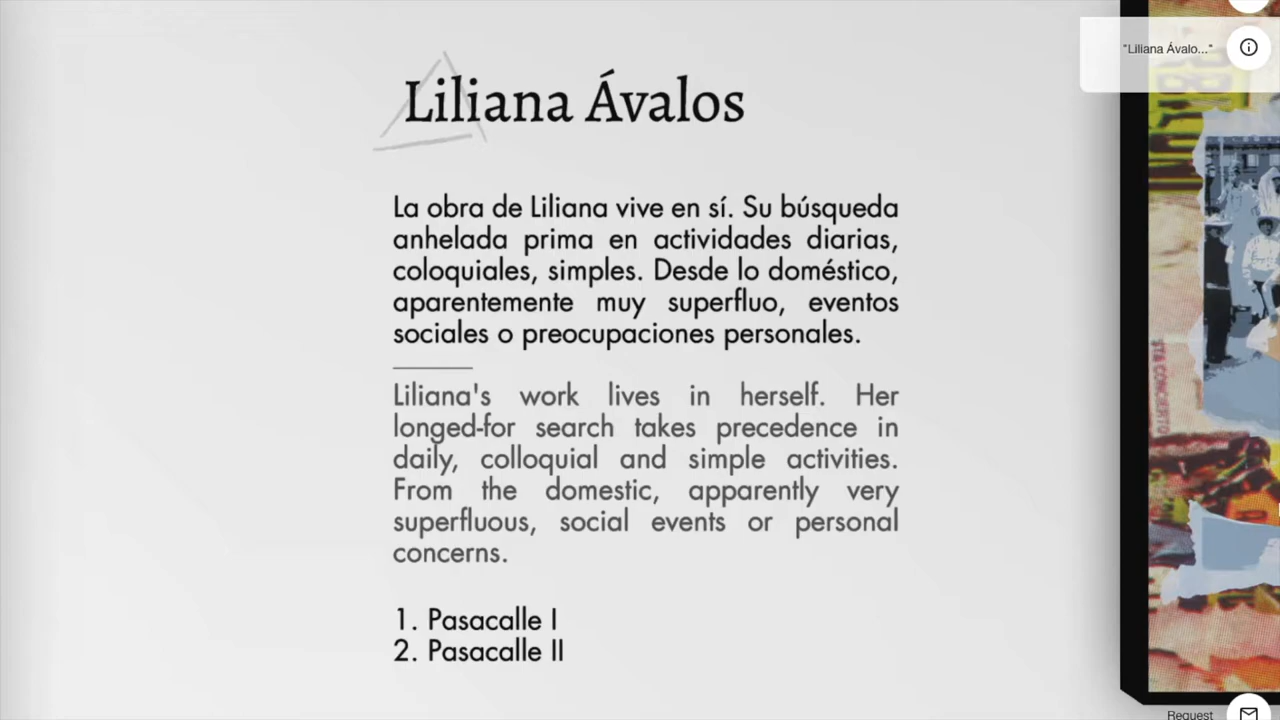 "Liliana Ávalo..."
Liliana Ávalos
La obra de Liliana vive en sí. Su búsqueda
anhelada prima en actividades diarias,
coloquiales, simples. Desde lo doméstico,
aparentemente muy superfluo, eventos
sociales o preocupaciones personales.
Liliana's work lives in herself. Her
longed-for search takes precedence in
daily, colloquial and simple activities.
From the domestic, apparently very
superfluous, social events or personal
concerns.
1. Pasacalle I
2. Pasacalle II
Request